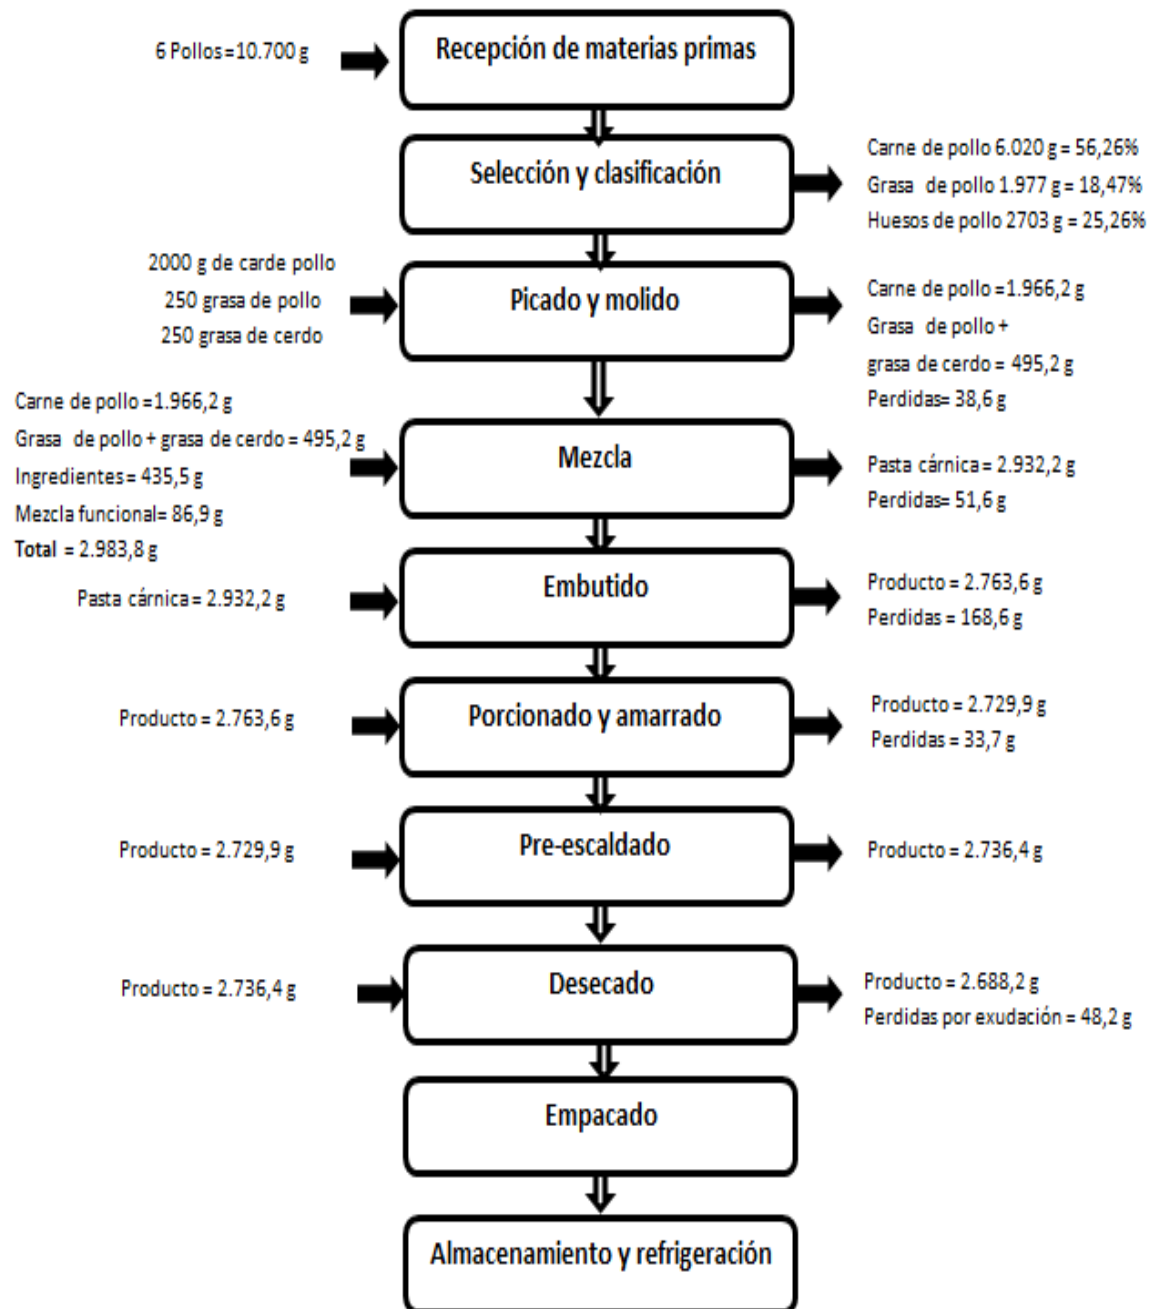 6 Pollos=10.700 g
Recepción de materias primas
Selección y clasificación
Carne de pollo 6.020 g= 56,26%
Grasa de pollo 1.977 g= 18,47%
Huesos de pollo 2703 g= 25,26%
2000 g de carde pollo
250 grasa de pollo
250 grasa de cerdo
Picado y molido
Carne de pollo =1.966,2 g
Grasa de pollo +
grasa de cerdo = 495,2 g
Perdidas= 38,6 g
Carne de pollo =1.966,2 g
Grasa de pollo + grasa de cerdo = 495,2 g
Ingredientes= 435,5 g
Mezcla funcional= 86,9 g
Total = 2.983,8 g
Mezcla
Pasta cárnica = 2.932,2 g
Perdidas= 51,6 g
Pasta cárnica = 2.932,2 g
Embutido
Producto = 2.763,6 g
Perdidas = 168,6 g
Producto = 2.763,6 g
Porcionado y amarrado
Producto = 2.729,9 g
Perdidas = 33,7 g
Producto = 2.729,9 g
Pre-escaldado
Producto = 2.736,4 g
Producto = 2.736,4 g
Desecado
Producto = 2.688,2 g
Perdidas por exudación = 48,2 g
Empacado
Almacenamiento y refrigeración